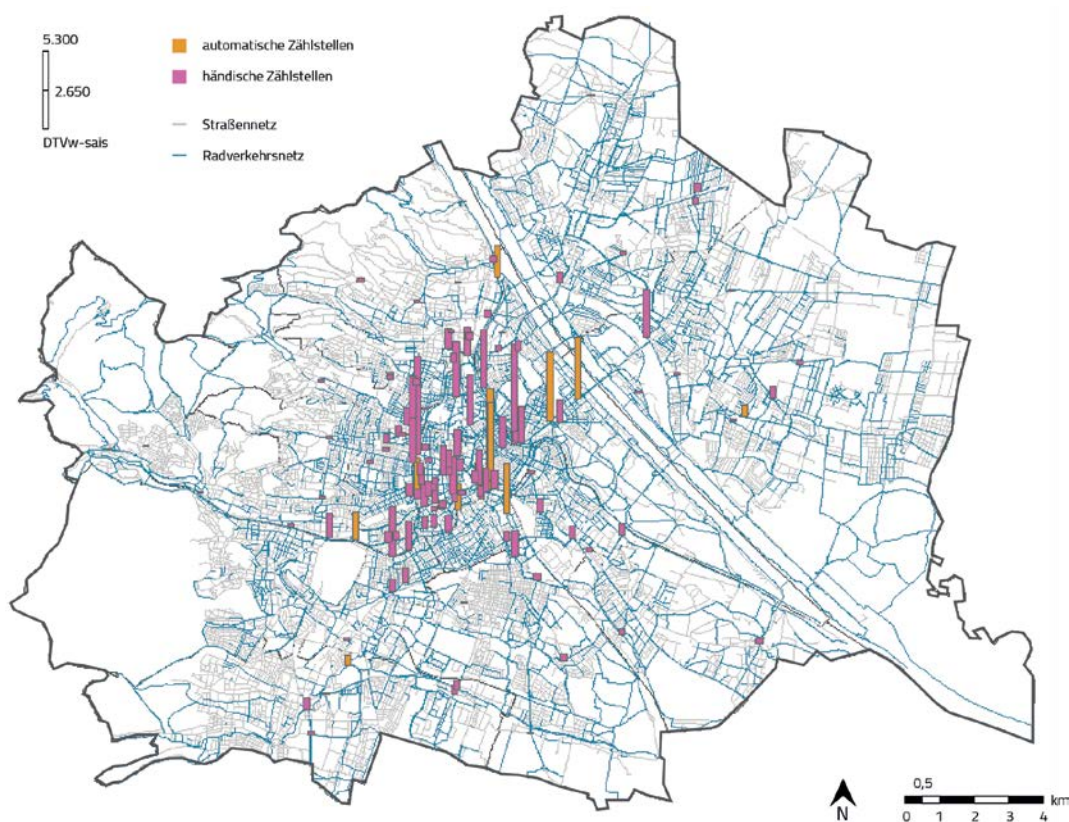 5.300
2.650
DTVw-sais
automatische Zählstellen
händische Zählstellen
Straßennetz
Radverkehrsnetz
N
0,5
km
0 1 2 3 4